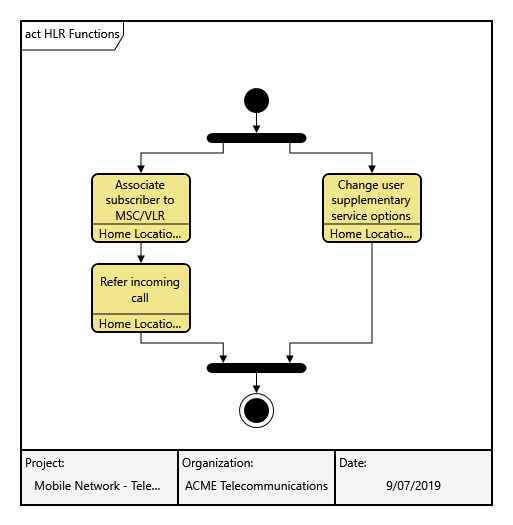 act HLR Functions
Associate
subscriber to
MSC/VLR
Home Locatio...
Change user
supplementary
service options
Home Locatio...
Refer incoming
call
Home Locatio...
Project:
Mobile Network - Tele...
Organization:
ACME Telecommunications
Date:
9/07/2019